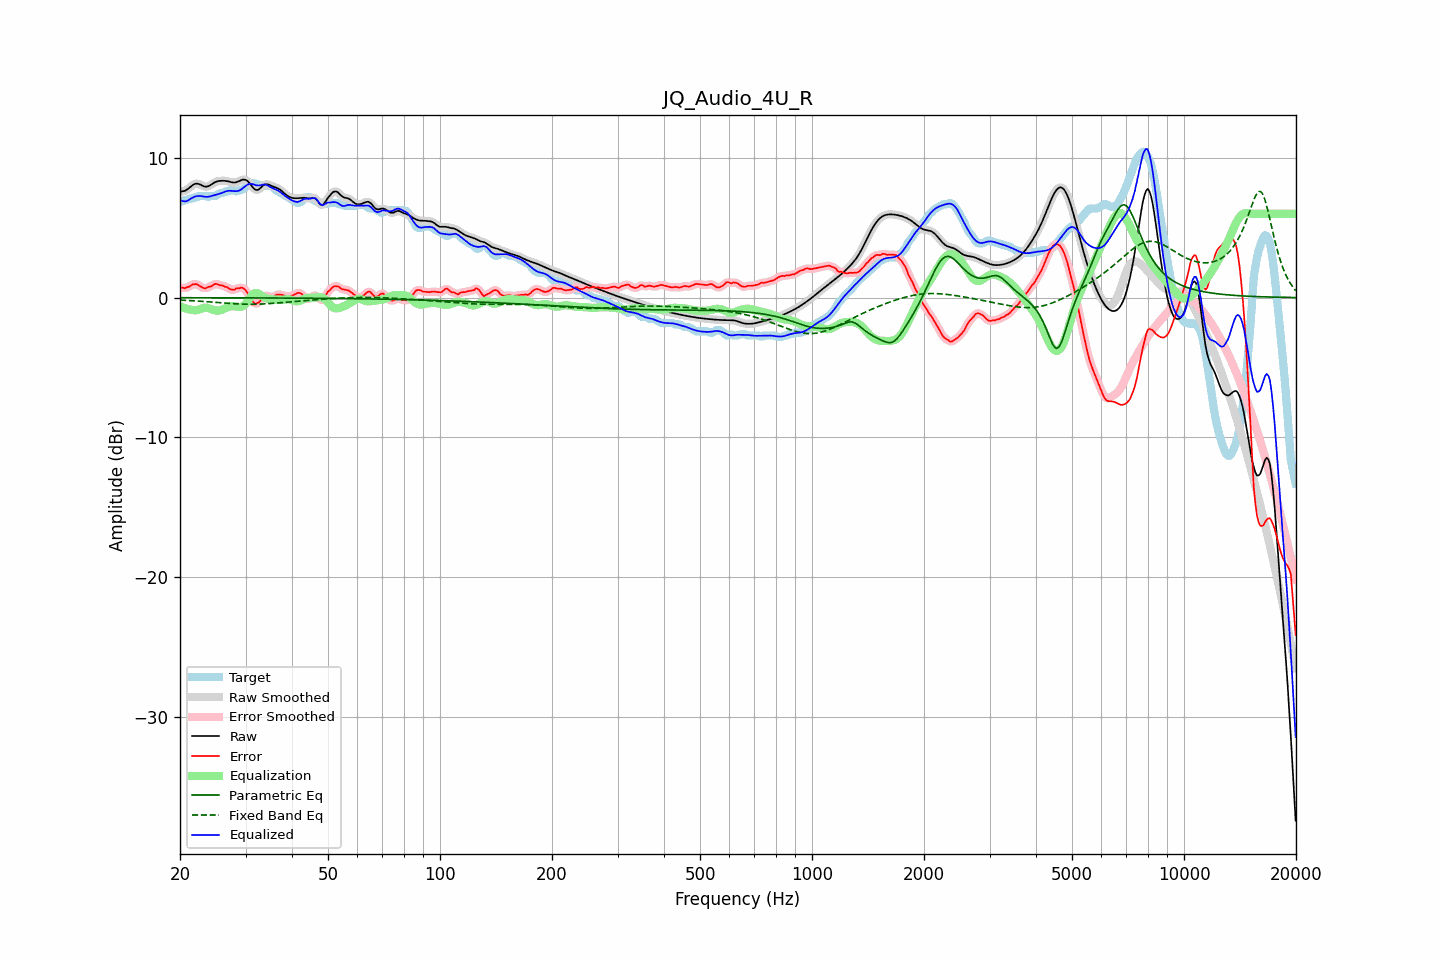 JQ_Audio_4U_R
10
0
−10
−20
−30
Amplitude (dBr)
Target
Raw Smoothed
Error Smoothed
Raw
Error
Equalization
Parametric Eq
Fixed Band Eq
Equalized
20 50 100 200 500 1000 2000 5000 10000 20000
Frequency (Hz)